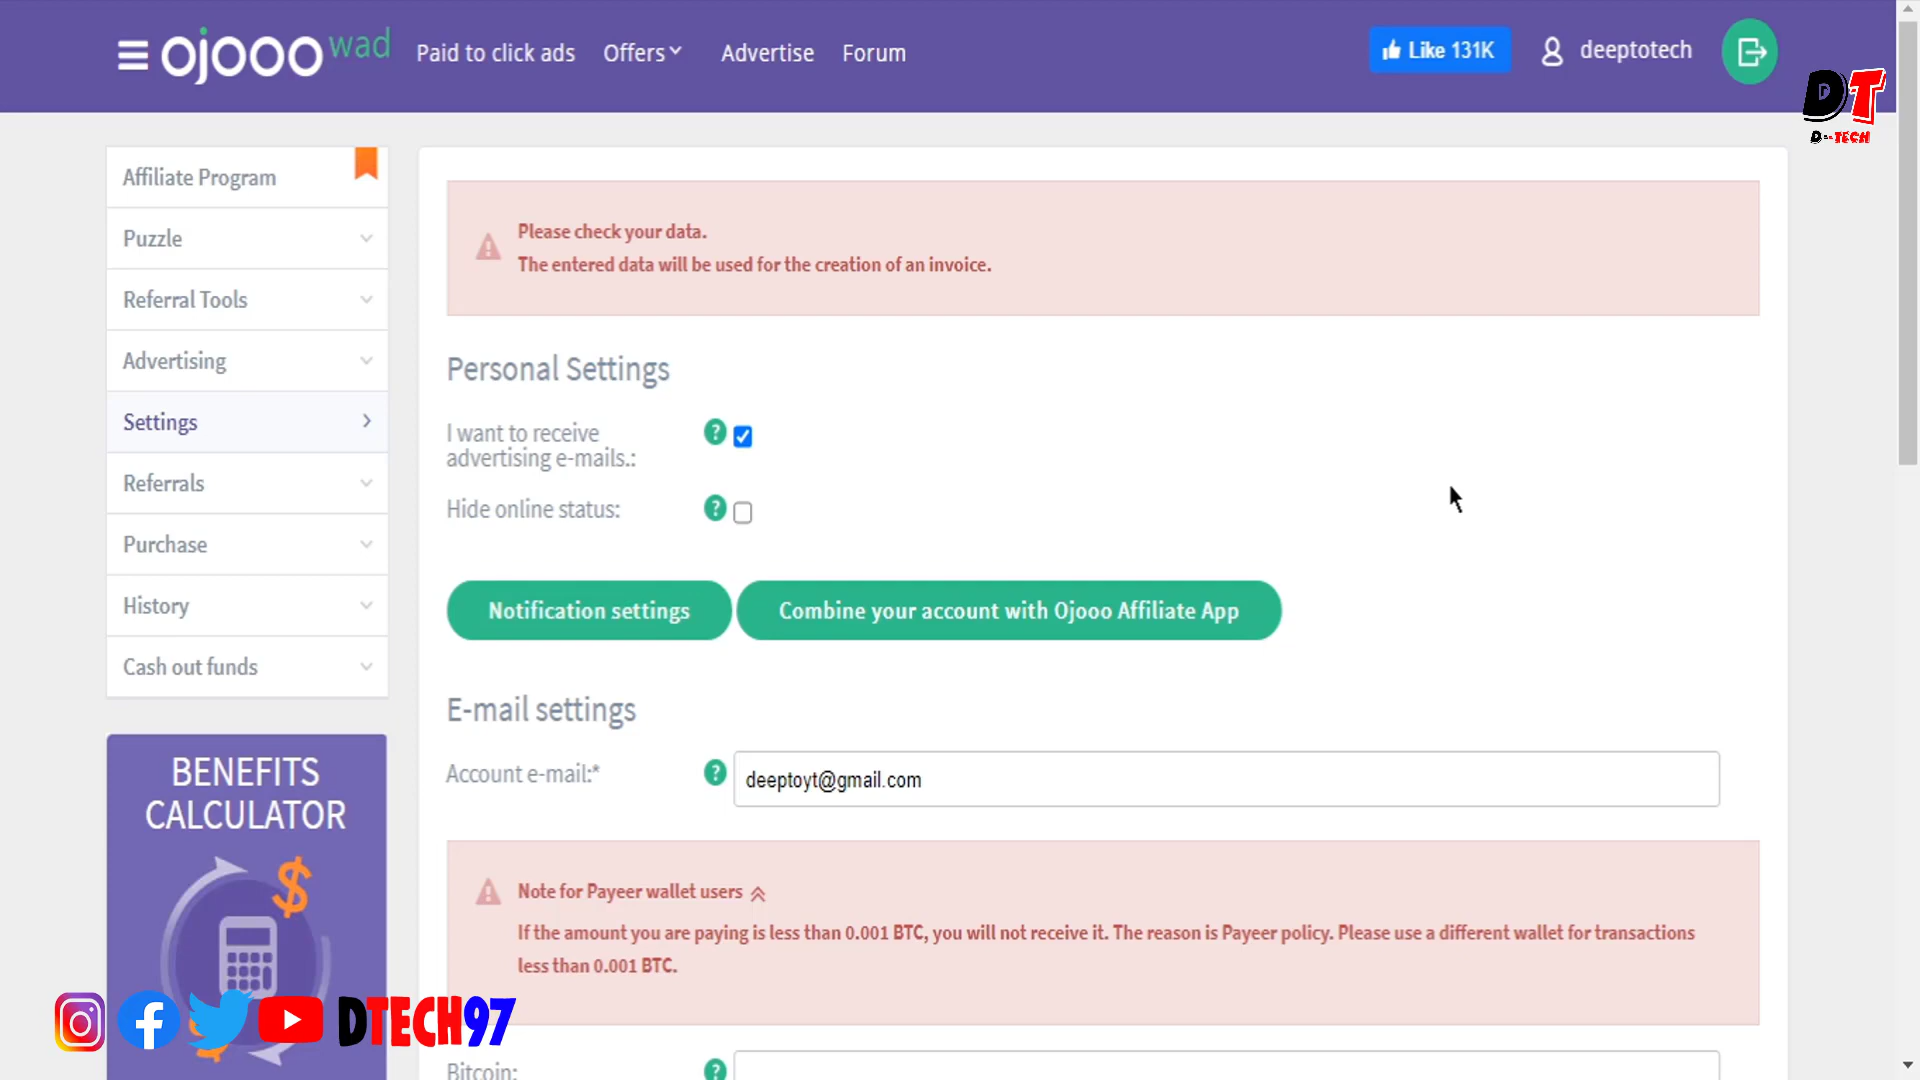 ojooo wad
Paid to click ads
Offers
Advertise
Forum
Like 131K
deeptotech
DT
D--TECH
Affiliate Program
Puzzle
Referral Tools
Advertising
Settings
Referrals
Purchase
History
Cash out funds
BENEFITS
CALCULATOR
$
Please check your data.
The entered data will be used for the creation of an invoice.
Personal Settings
I want to receive
advertising e-mails.:
?
Hide online status:
?
Notification settings
Combine your account with Ojooo Affiliate App
E-mail settings
Account e-mail:*
?
deeptoyt@gmail.com
Note for Payeer wallet users
If the amount you are paying is less than 0.001 BTC, you will not receive it. The reason is Payeer policy. Please use a different wallet for transactions
less than 0.001 BTC.
Bitcoin:
?
DTECH97